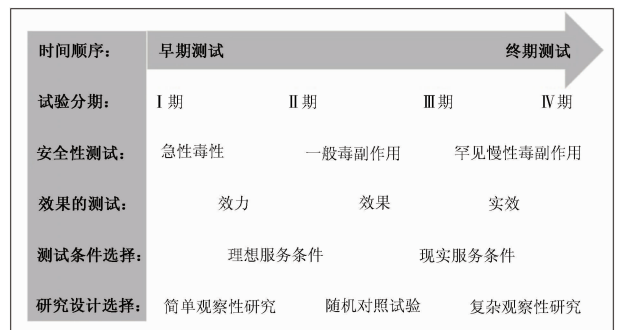 时间顺序： 早期测试 终期测试
试验分期： Ⅰ期 Ⅱ期 Ⅲ期 Ⅳ期
安全性测试： 急性毒性 一般毒副作用 罕见慢性毒副作用
效果的测试： 效力 效果 实效
测试条件选择： 理想服务条件 现实服务条件
研究设计选择： 简单观察性研究 随机对照试验 复杂观察性研究